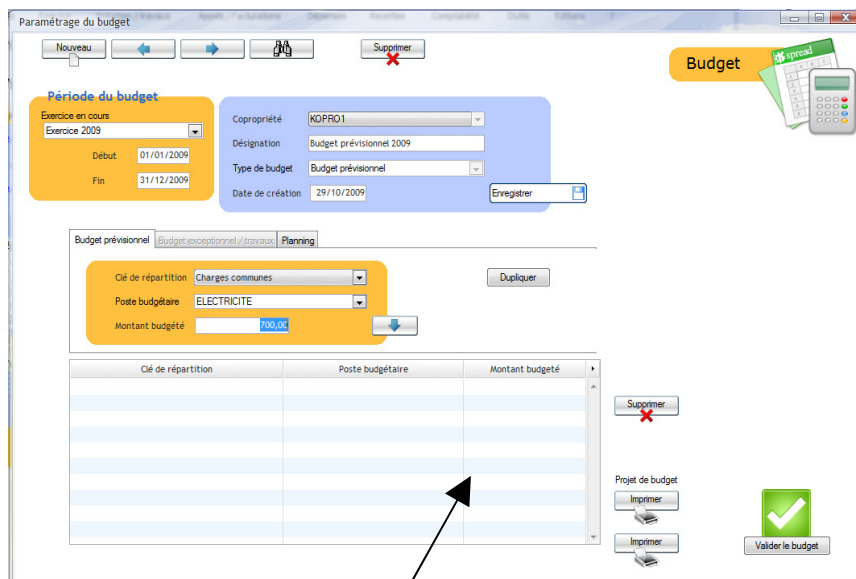 Paramétrage du budget
Nouveau
Supprimer
Budget
spread
Période du budget
Exercice en cours
Exercice 2009
Début 01/01/2009
Fin 31/12/2009
Copropriété KOPRO1
Désignation Budget prévisionnel 2009
Type de budget Budget prévisionnel
Date de création 29/10/2009
Enregistrer
Budget prévisionnel Budget exceptionnel / travaux Planning
Clé de répartition Charges communes
Dupliquer
Poste budgétaire ELECTRICITE
Montant budgété 700,00
Clé de répartition Poste budgétaire Montant budgeté
Supprimer
Projet de budget
Imprimer
Imprimer
Valider le budget